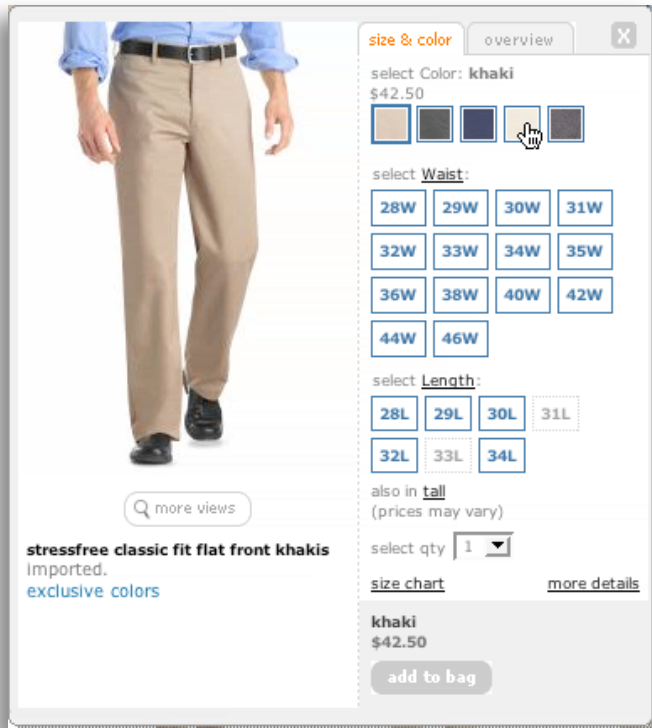 size & color
overview
x
select Color: khaki
$42.50
select Waist:
28W 29W 30W 31W
32W 33W 34W 35W
36W 38W 40W 42W
44W 46W
select Length:
28L 29L 30L 31L
32L 33L 34L
also in tall
(prices may vary)
select qty 1
size chart more details
khaki
$42.50
add to bag
more views
stressfree classic fit flat front khakis
imported.
exclusive colors